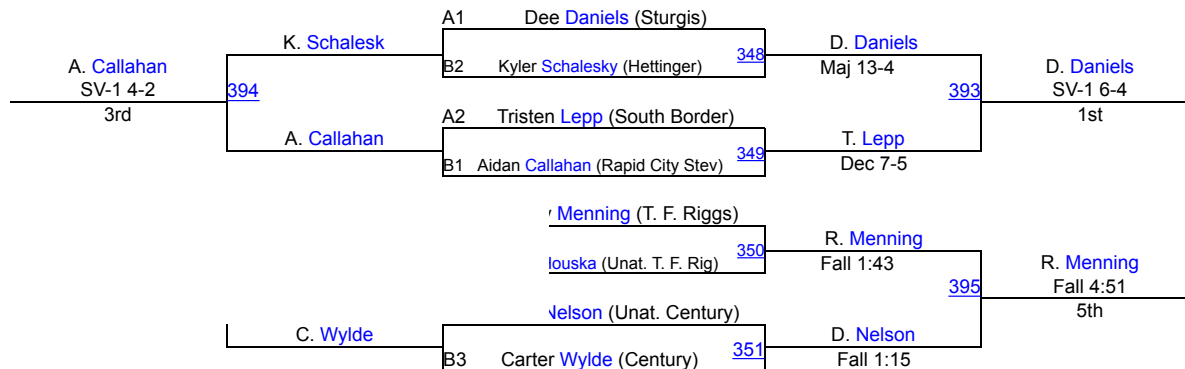 A1 Dee Daniels (Sturgis)
K. Schalesk
348
D. Daniels
A. Callahan
B2 Kyler Schalesky (Hettinger)
Maj 13-4
D. Daniels
SV-1 4-2
394
393
SV-1 6-4
3rd
A2 Tristen Lepp (South Border)
1st
A. Callahan
349
T. Lepp
B1 Aidan Callahan (Rapid City Stev)
Dec 7-5
Menning (T. F. Riggs)
350
R. Menning
(Unat. T. F. Rig)
Fall 1:43
R. Menning
395
Fall 4:51
Nelson (Unat. Century)
5th
C. Wylde
351
D. Nelson
B3 Carter Wylde (Century)
Fall 1:15